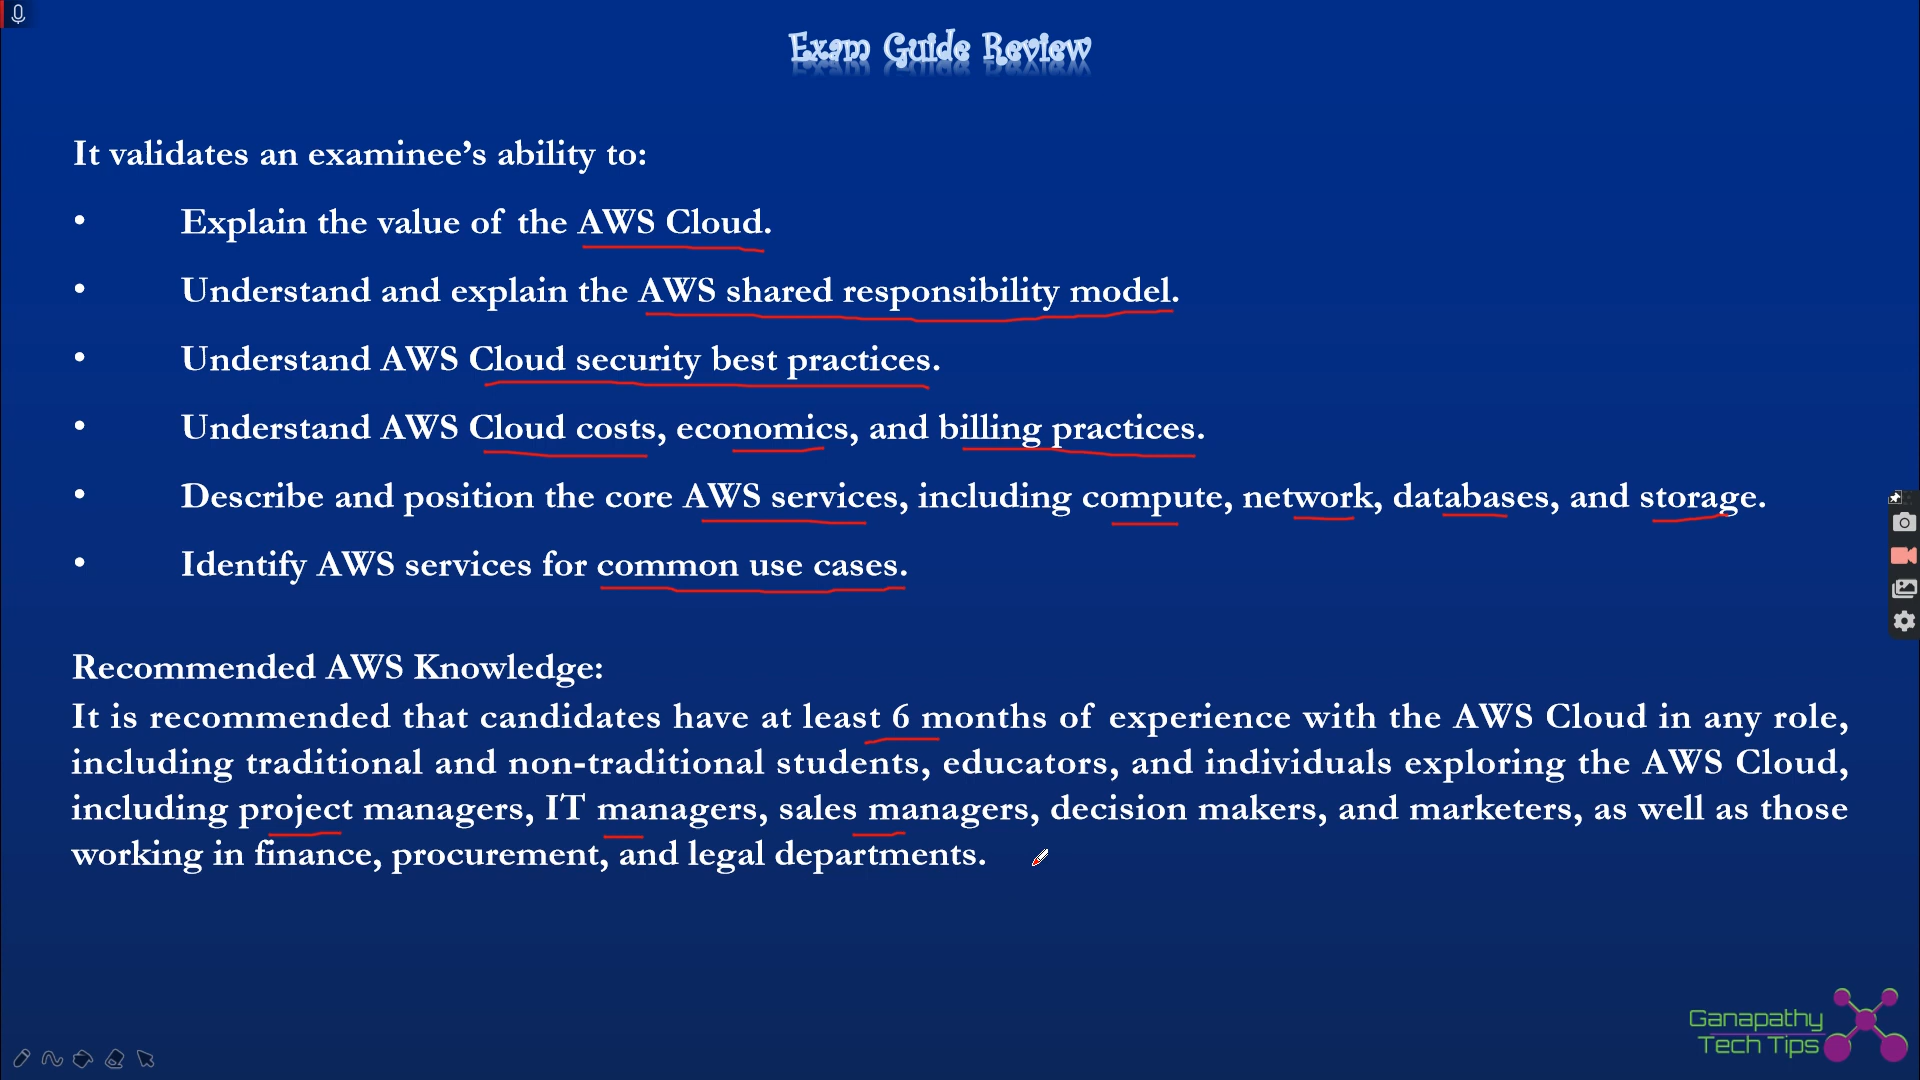 Exam Guide Review
It validates an examinee’s ability to:
• Explain the value of the AWS Cloud.
• Understand and explain the AWS shared responsibility model.
• Understand AWS Cloud security best practices.
• Understand AWS Cloud costs, economics, and billing practices.
• Describe and position the core AWS services, including compute, network, databases, and storage.
• Identify AWS services for common use cases.
Recommended AWS Knowledge:
It is recommended that candidates have at least 6 months of experience with the AWS Cloud in any role,
including traditional and non-traditional students, educators, and individuals exploring the AWS Cloud,
including project managers, IT managers, sales managers, decision makers, and marketers, as well as those
working in finance, procurement, and legal departments.
Ganapathy
Tech Tips